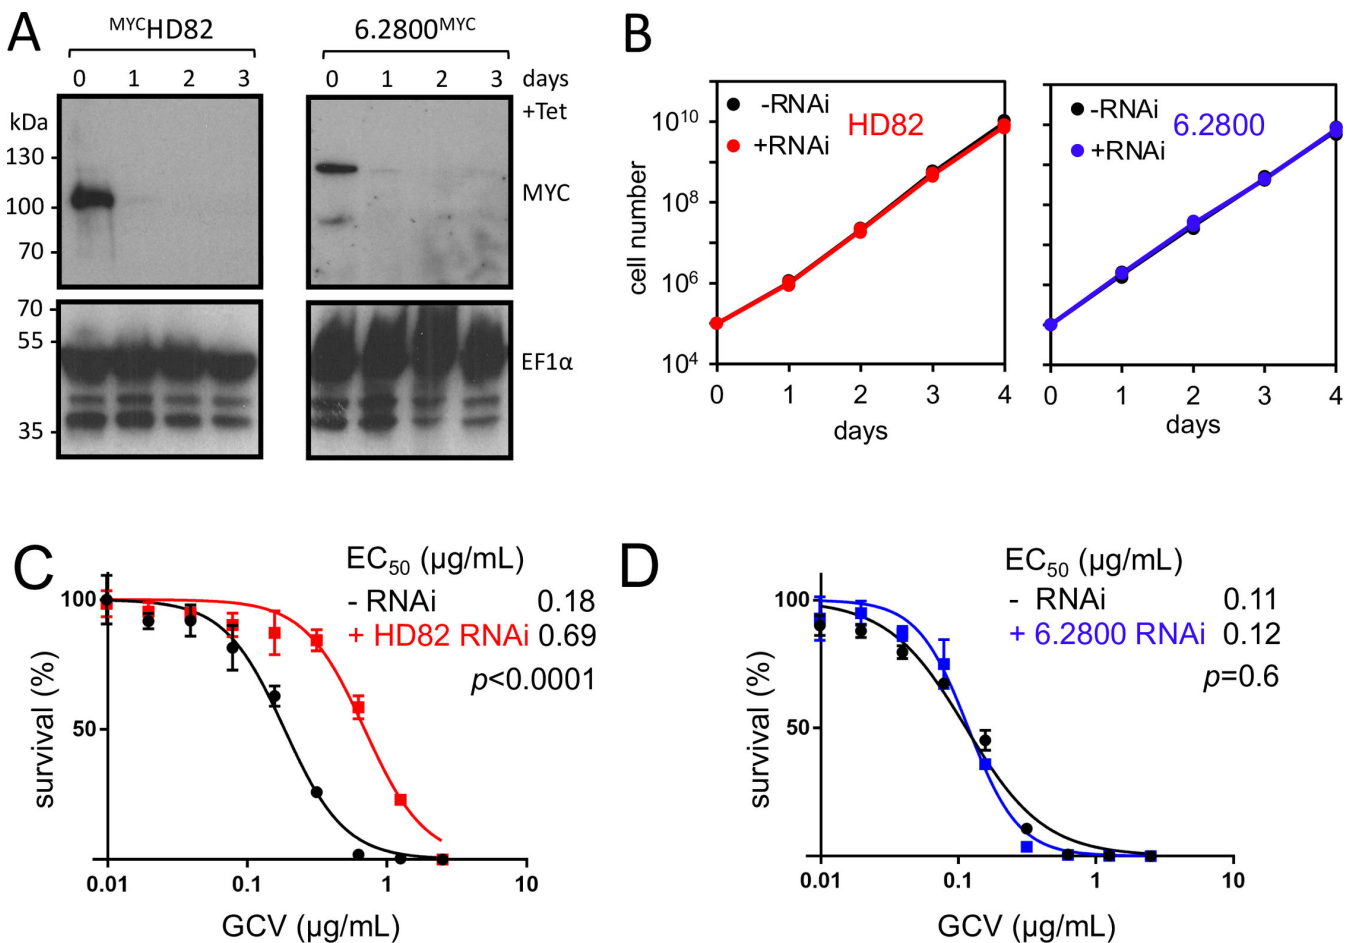 A
MYCHD82
6.2800MYC
0 1 2 3
0 1 2 3 days
+Tet
kDa
130
100
70
MYC
70
55
35
EF1α
B
-RNAi
+RNAi
HD82
-RNAi
+RNAi
6.2800
cell number
10^10
10^8
10^6
10^4
0 1 2 3 4
days
0 1 2 3 4
days
C
EC50 (µg/mL)
- RNAi 0.18
+ HD82 RNAi 0.69
p<0.0001
survival (%)
100
50
0.01 0.1 1 10
GCV (µg/mL)
D
EC50 (µg/mL)
- RNAi 0.11
+ 6.2800 RNAi 0.12
p=0.6
survival (%)
100
50
0.01 0.1 1 10
GCV (µg/mL)